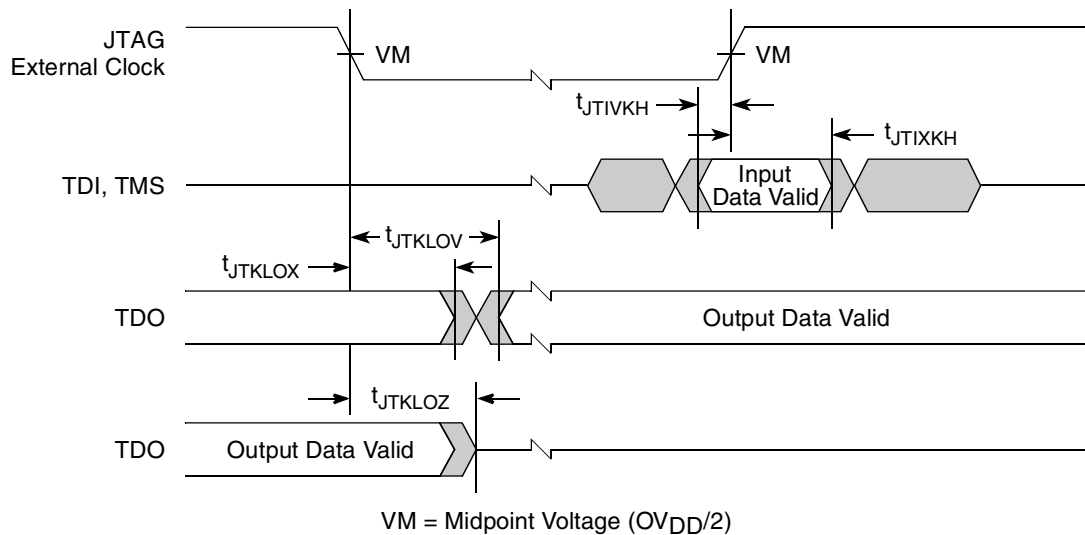 JTAG
External Clock
VM
VM
tJTIVKH
tJTIXKH
TDI, TMS
Input
Data Valid
tJTKLOV
tJTKLOX
TDO
Output Data Valid
tJTKLOZ
TDO
Output Data Valid
VM = Midpoint Voltage (OVDD/2)